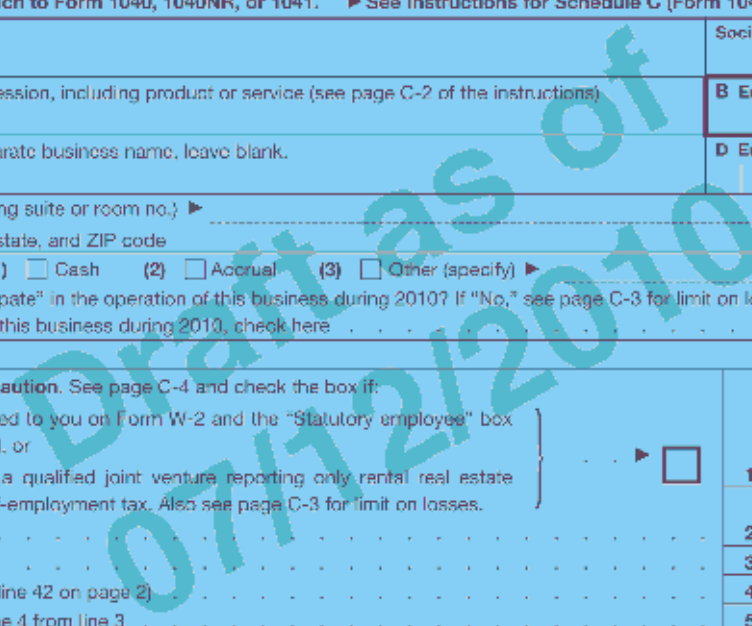 ch to Form 1040, 1040NR, or 1041. ▶ See Instructions for Schedule C (Form 104
Soci
ession, including product or service (see page C-2 of the instructions)
B E
arate business name, leave blank.
D E
ng suite or room no.) ▶
state, and ZIP code
) Cash (2) Accrual (3) Other (specify) ▶
pate" in the operation of this business during 2010? If "No," see page C-3 for limit on l
this business during 2010, check here . . . . . . . . . . . . .
aution. See page C-4 and check the box if:
ed to you on Form W-2 and the "Statutory employee" box
l, or
a qualified joint venture reporting only rental real estate
f-employment tax. Also see page C-3 for limit on losses.
. . ▶
1
2
3
line 42 on page 2)
4
e 4 from line 3
5
Draft as of
07/12/2010